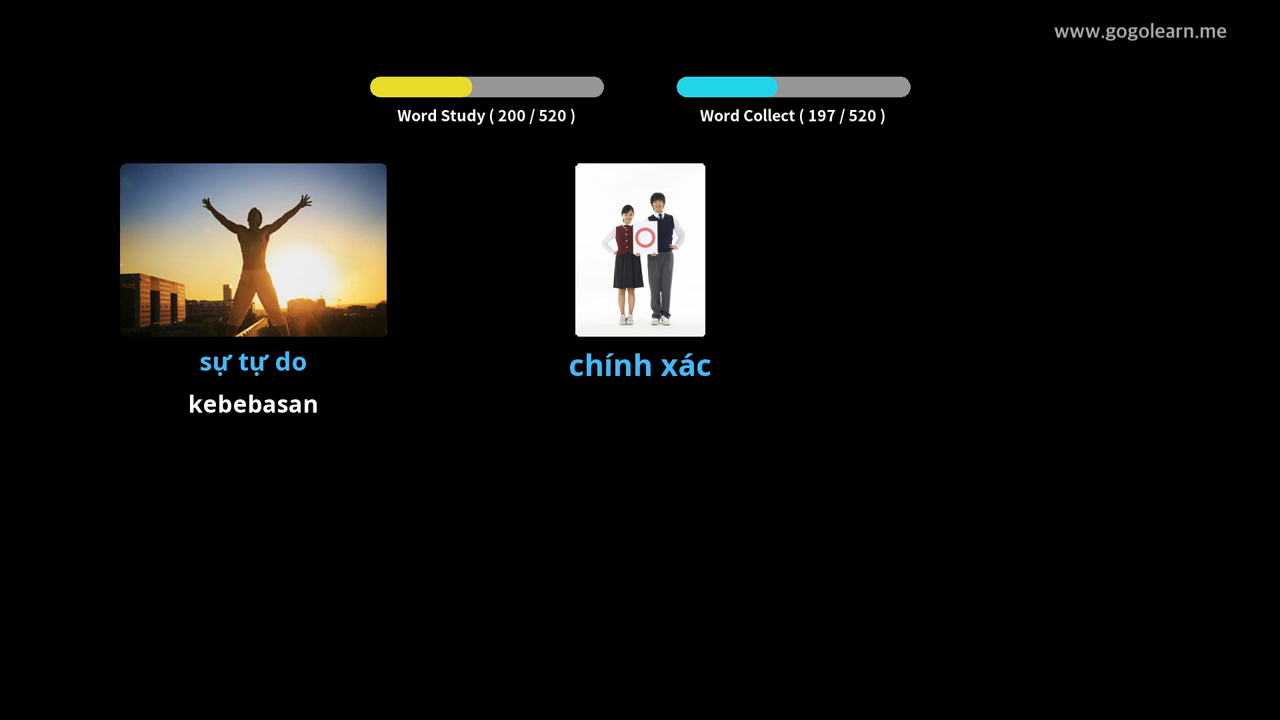 www.gogolearn.me
Word Study ( 200 / 520 )
Word Collect ( 197 / 520 )
sự tự do
kebebasan
chính xác